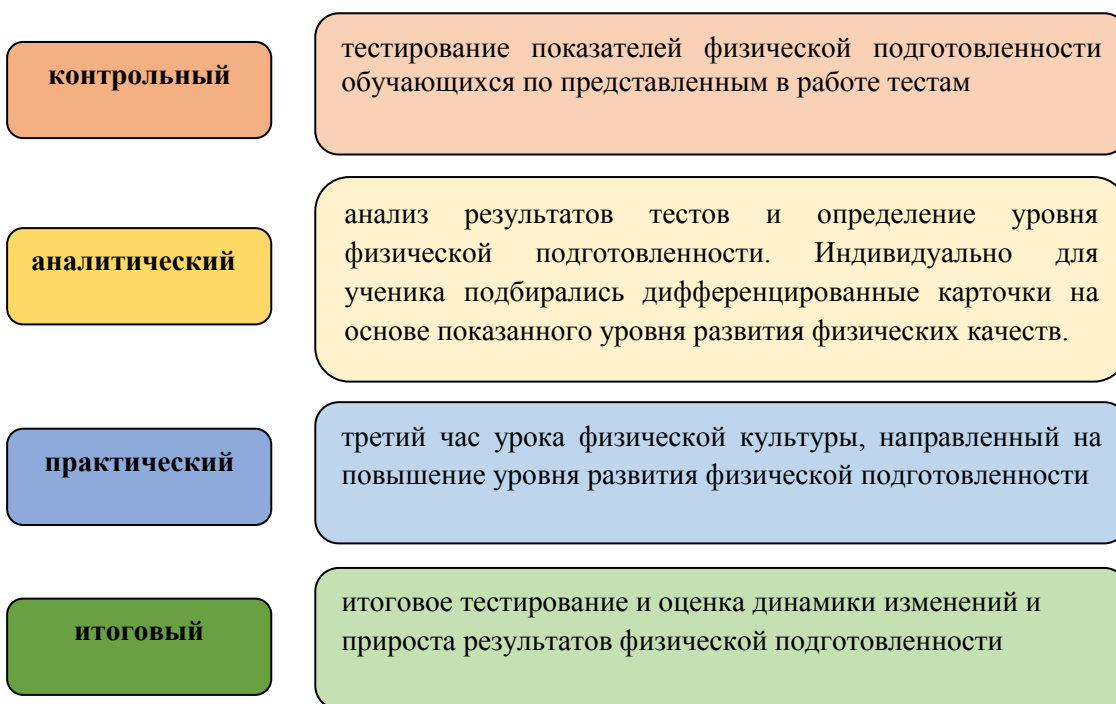 контрольный
тестирование показателей физической подготовленности
обучающихся по представленным в работе тестам
аналитический
анализ результатов тестов и определение уровня
физической подготовленности. Индивидуально для
ученика подбирались дифференцированные карточки на
основе показанного уровня развития физических качеств.
практический
третий час урока физической культуры, направленный на
повышение уровня развития физической подготовленности
итоговый
итоговое тестирование и оценка динамики изменений и
прироста результатов физической подготовленности